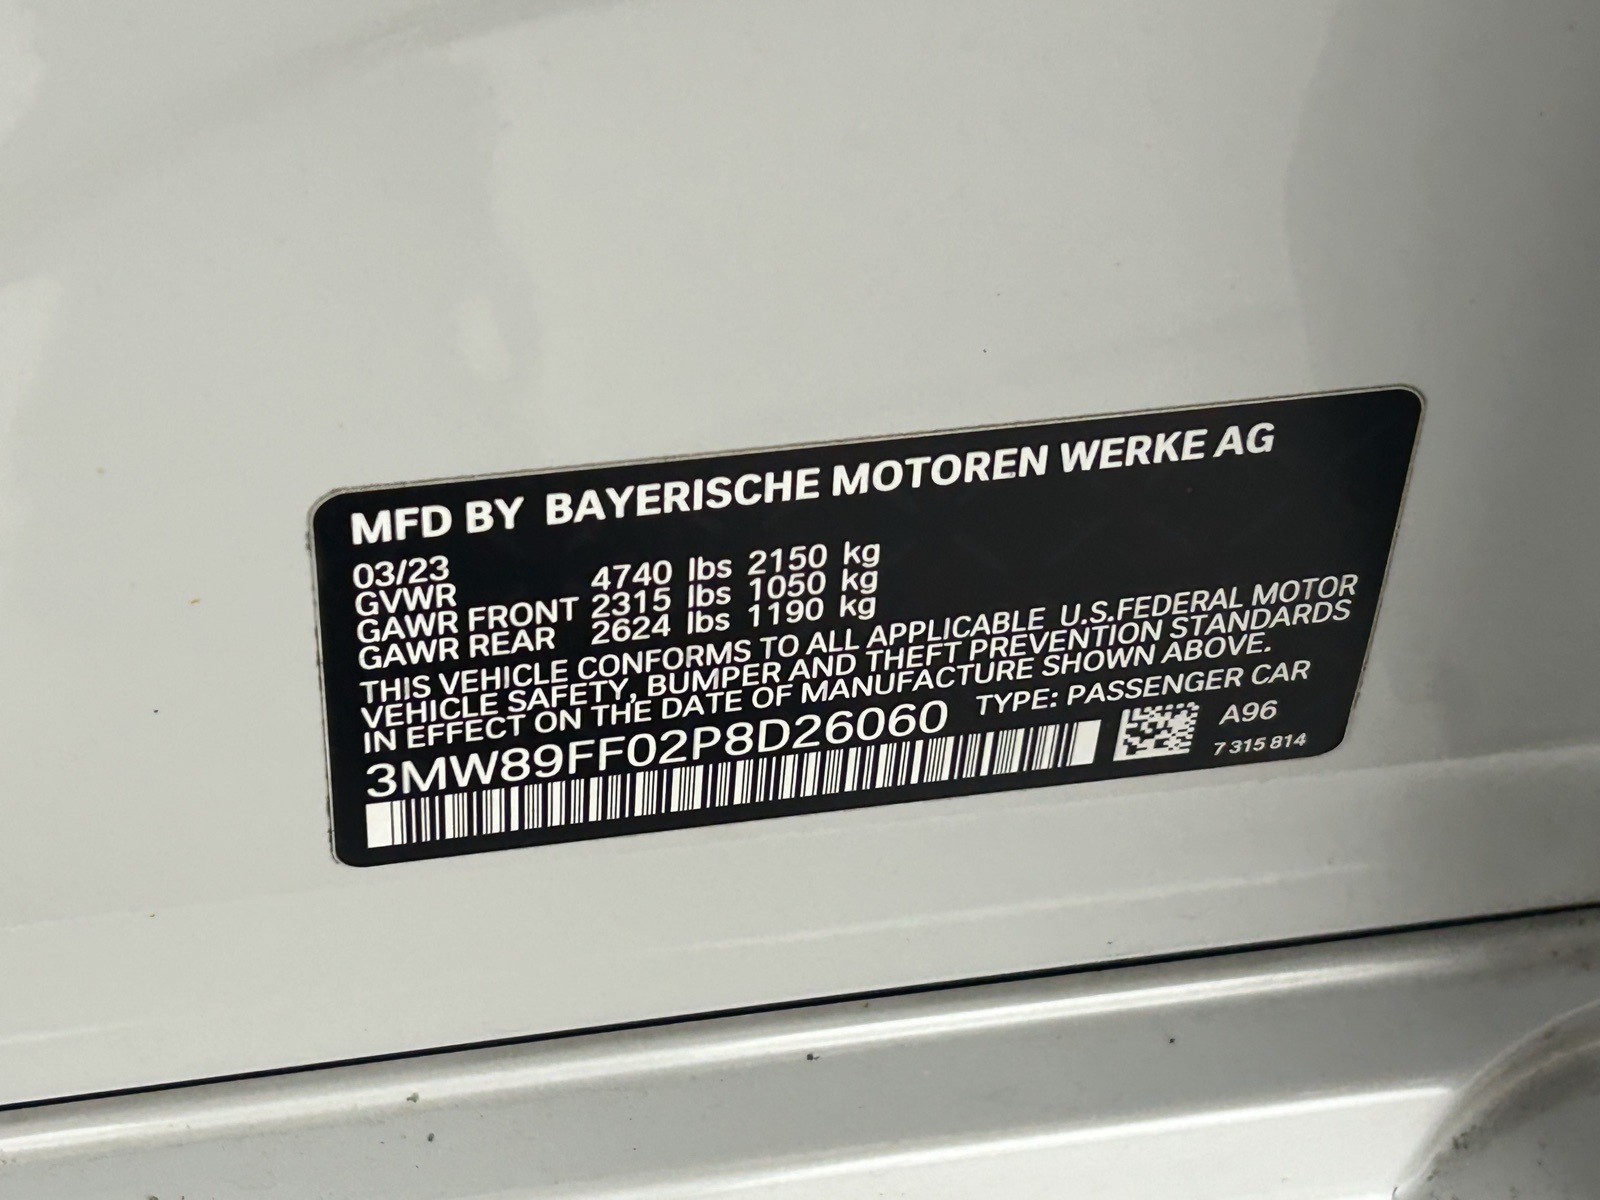 MFD BY BAYERISCHE MOTOREN WERKE AG
03/23
GVWR 4740 lbs 2150 kg
GAWR FRONT 2315 lbs 1050 kg
GAWR REAR 2624 lbs 1190 kg
THIS VEHICLE CONFORMS TO ALL APPLICABLE U.S.FEDERAL MOTOR
VEHICLE SAFETY, BUMPER AND THEFT PREVENTION STANDARDS
IN EFFECT ON THE DATE OF MANUFACTURE SHOWN ABOVE.
3MW89FF02P8D26060 TYPE: PASSENGER CAR
A96
7 315 814